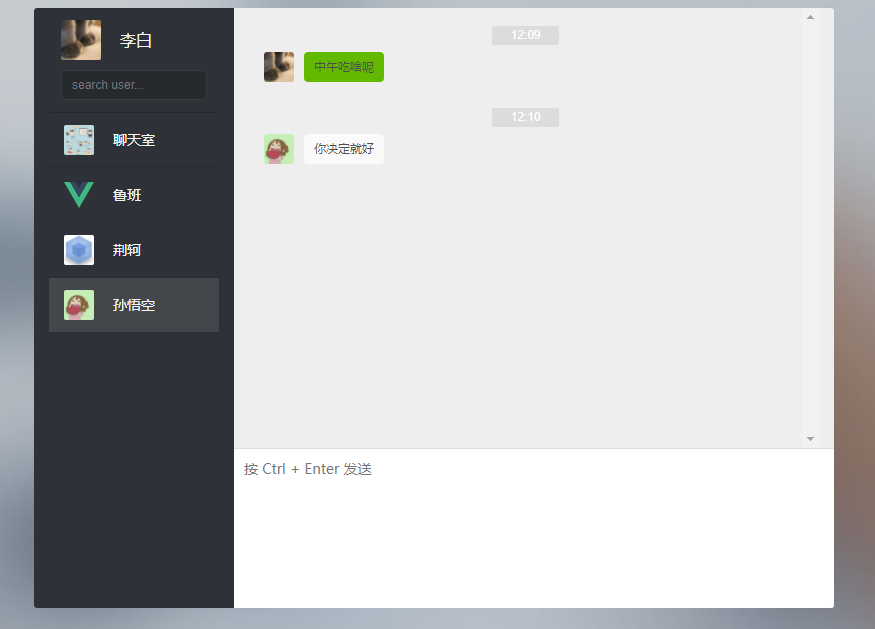 李白
search user...
聊天室
鲁班
荆轲
孙悟空
12:09
中午吃啥呢
12:10
你决定就好
按 Ctrl + Enter 发送